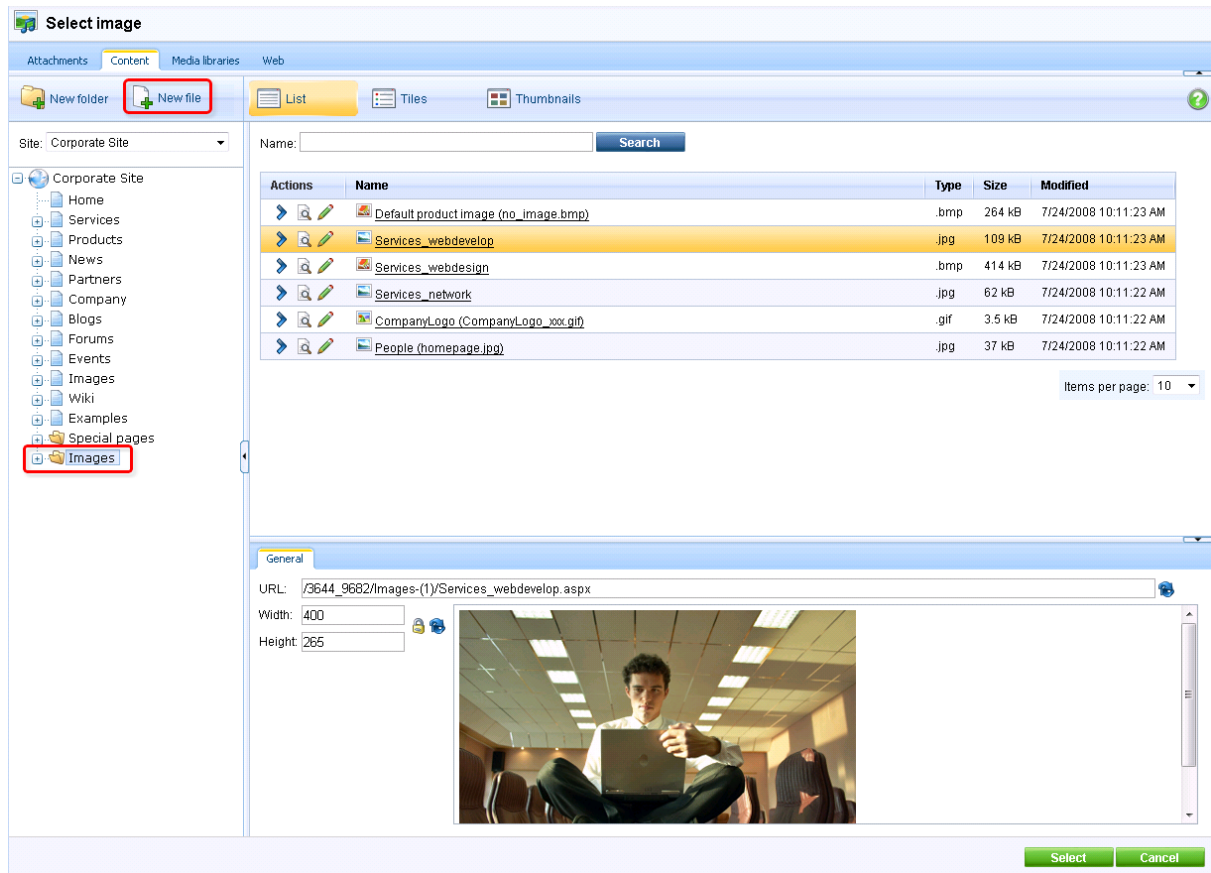 Select image
Attachments Content Media libraries Web
New folder New file List Tiles Thumbnails
Site: Corporate Site
Name: Search
Corporate Site
Home
Services
Products
News
Partners
Company
Blogs
Forums
Events
Images
Wiki
Examples
Special pages
Images
Actions Name Type Size Modified
Default product image (no_image.bmp) .bmp 264 kB 7/24/2008 10:11:23 AM
Services_webdevelop .jpg 109 kB 7/24/2008 10:11:23 AM
Services_webdesign .bmp 414 kB 7/24/2008 10:11:23 AM
Services_network .jpg 62 kB 7/24/2008 10:11:22 AM
CompanyLogo (CompanyLogo_xxx.gif) .gif 3.5 kB 7/24/2008 10:11:22 AM
People (homepage.jpg) .jpg 37 kB 7/24/2008 10:11:22 AM
Items per page: 10
General
URL: /3644_9682/Images-(1)/Services_webdevelop.aspx
Width: 400
Height: 265
Select Cancel